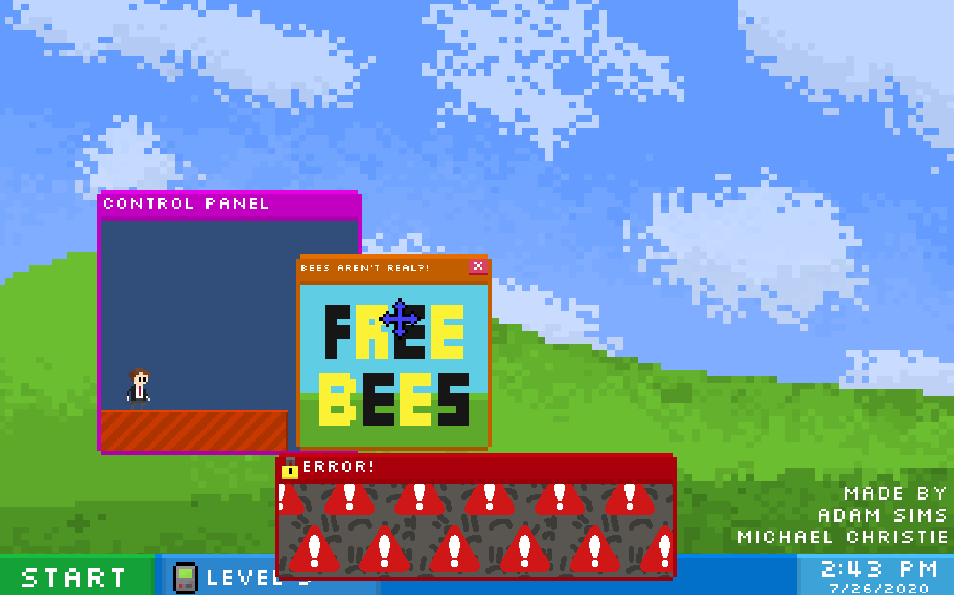 CONTROL PANEL
BEES AREN'T REAL?!
FREE
BEES
ERROR!
MADE BY
ADAM SIMS
MICHAEL CHRISTIE
START
LEVEL
2:43 PM
7/26/2020